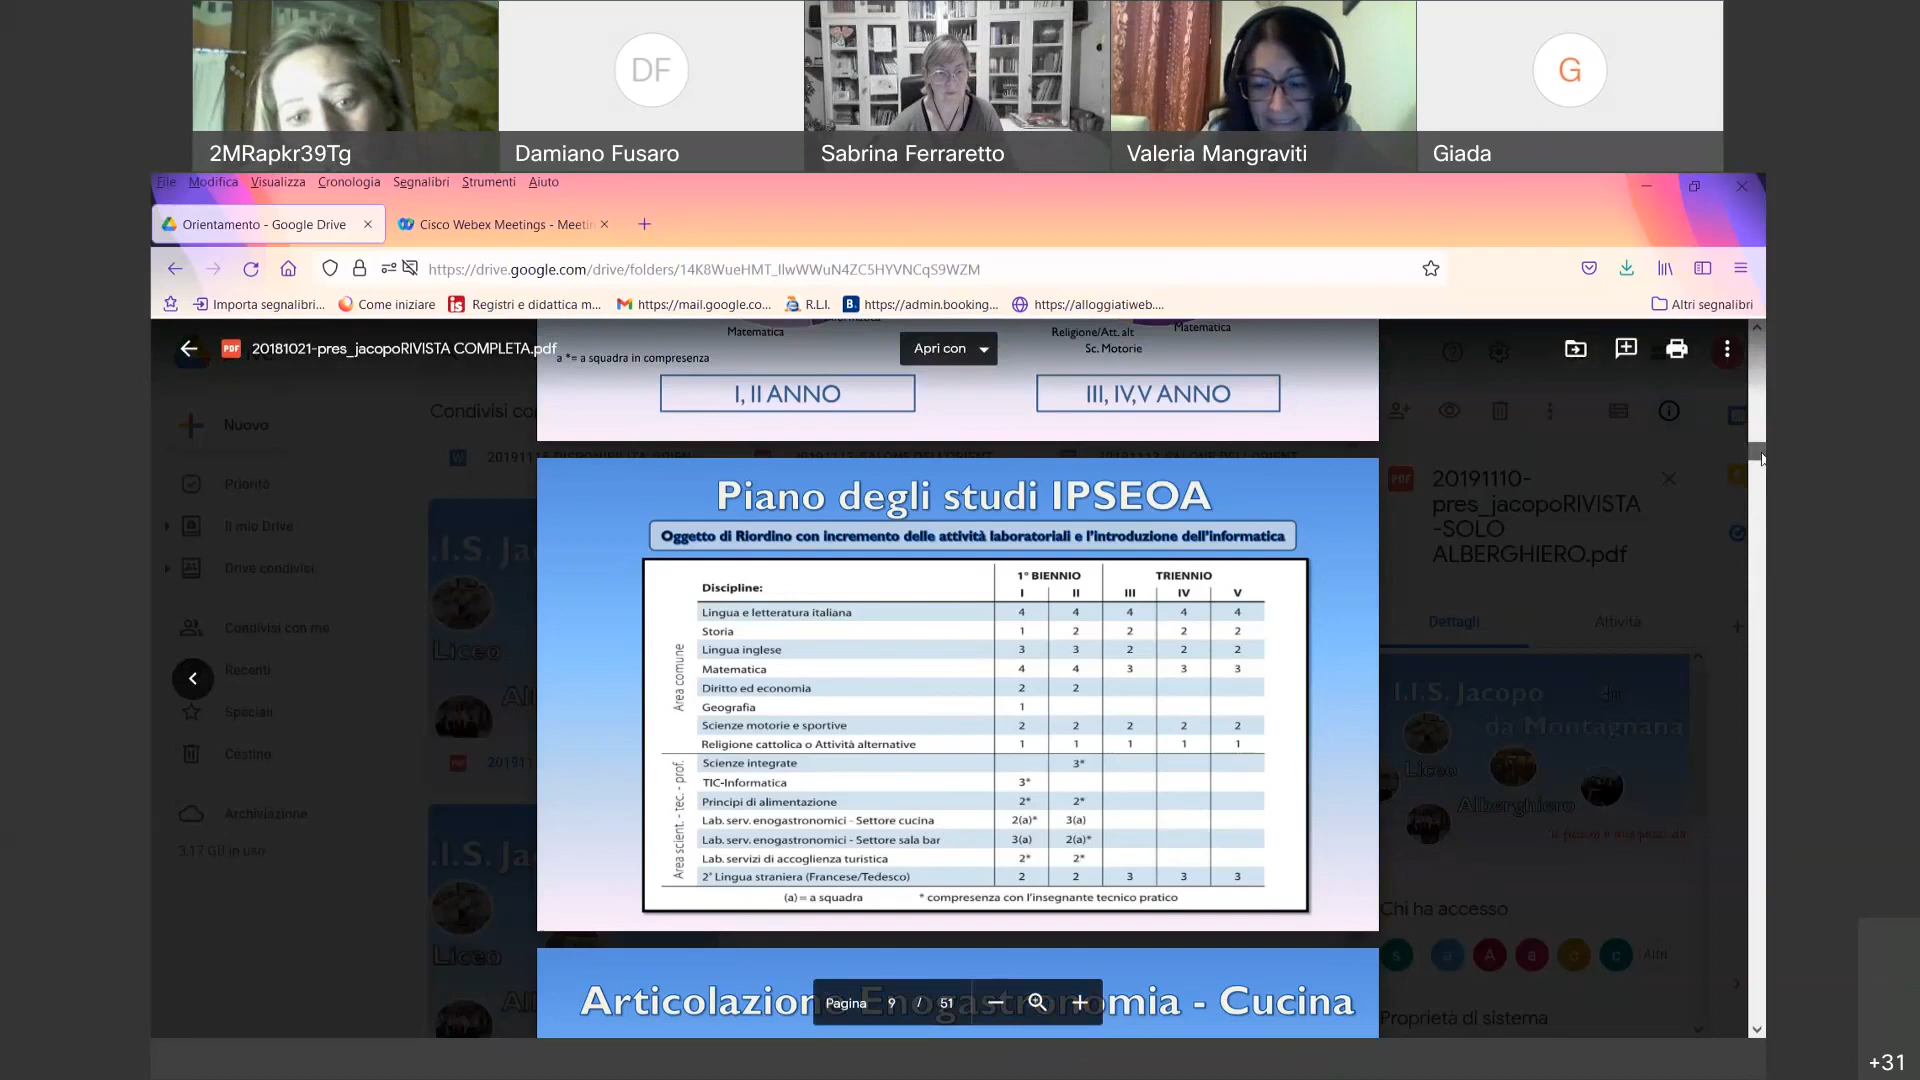 DF
G
2MRapkr39Tg
Damiano Fusaro
Sabrina Ferraretto
Valeria Mangraviti
Giada
File Modifica Visualizza Cronologia Segnalibri Strumenti Aiuto
Orientamento - Google Drive
Cisco Webex Meetings - Meetin
https://drive.google.com/drive/folders/14K8WueHMT_IlwWWuN4ZC5HYVNCqS9WZM
Importa segnalibri...
Come iniziare
Registri e didattica m...
https://mail.google.co...
R.L.I.
https://admin.booking...
https://alloggiatiweb....
Altri segnalibri
Matematica
Religione/Att. alt
Matematica
Sc. Motorie
PDF 20181021-pres_jacopoRIVISTA COMPLETA.pdf
Apri con
a *= a squadra in compresenza
I, II ANNO
III, IV,V ANNO
Nuovo
Condivisi co
Priorità
Il mio Drive
Drive condivisi
Condivisi con me
Recenti
Speciali
Cestino
Archiviazione
3,17 GB in uso
Liceo
Liceo
Piano degli studi IPSEOA
Oggetto di Riordino con incremento delle attività laboratoriali e l'introduzione dell'informatica
Discipline: 1° BIENNIO TRIENNIO
I II III IV V
Area comune
Lingua e letteratura italiana 4 4 4 4 4
Storia 1 2 2 2 2
Lingua inglese 3 3 2 2 2
Matematica 4 4 3 3 3
Diritto ed economia 2 2
Geografia 1
Scienze motorie e sportive 2 2 2 2 2
Religione cattolica o Attività alternative 1 1 1 1 1
Area scient. - tec. - prof.
Scienze integrate 3*
TIC-Informatica 3*
Principi di alimentazione 2* 2*
Lab. serv. enogastronomici - Settore cucina 2(a)* 3(a)
Lab. serv. enogastronomici - Settore sala bar 3(a) 2(a)*
Lab. servizi di accoglienza turistica 2* 2*
2° Lingua straniera (Francese/Tedesco) 2 2 3 3 3
(a) = a squadra * compresenza con l'insegnante tecnico pratico
Articolazione Enogastronomia - Cucina
Pagina 9 / 51
PDF
20191110-
pres_jacopoRIVISTA
-SOLO
ALBERGHIERO.pdf
Dettagli
Attività
I.I.S. Jacopo
da Montagnana
Liceo
Alberghiero
Chi ha accesso
s a A a c c Altri
Proprietà di sistema
+31